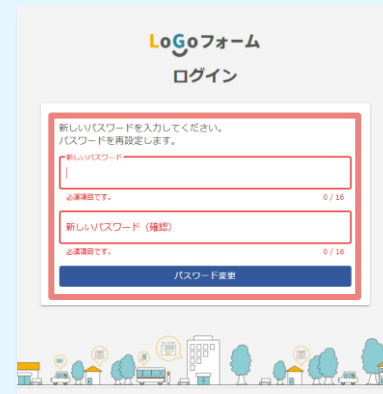 LoGoフォーム
ログイン
新しいパスワードを入力してください。
パスワードを再設定します。
新しいパスワード
必須項目です。 0 / 16
新しいパスワード（確認）
必須項目です。 0 / 16
パスワード変更